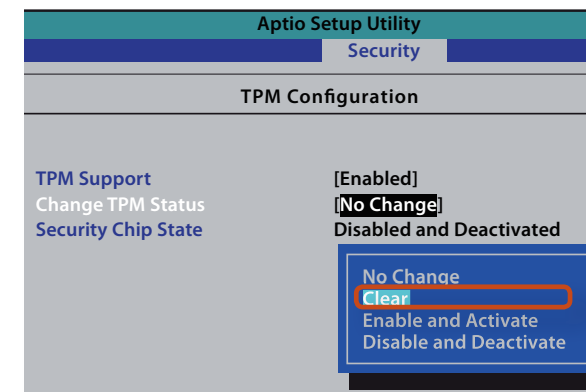 Aptio Setup Utility
Security
TPM Configuration
TPM Support [Enabled]
Change TPM Status [No Change]
Security Chip State Disabled and Deactivated
No Change
Clear
Enable and Activate
Disable and Deactivate